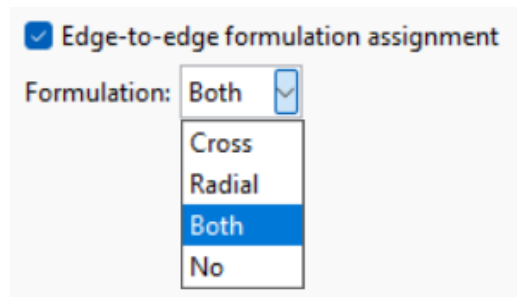 Edge-to-edge formulation assignment
Formulation: Both
Cross
Radial
Both
No